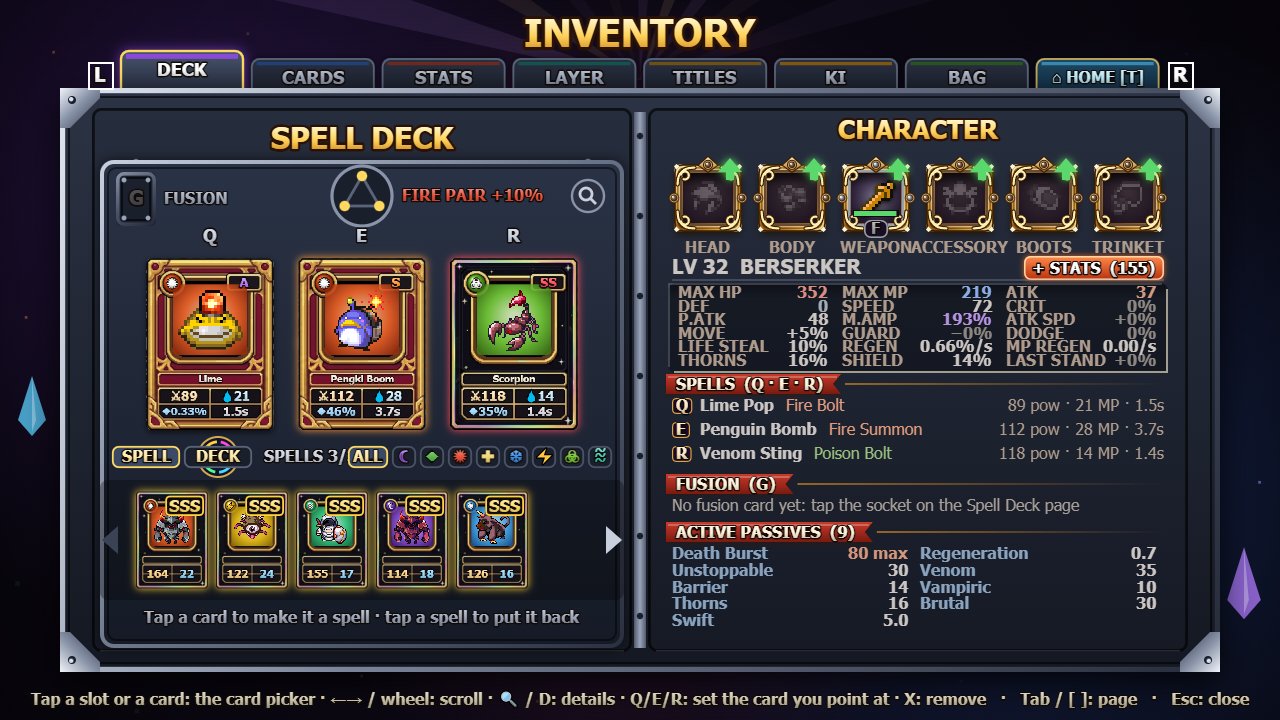 INVENTORY
L DECK CARDS STATS LAYER TITLES KI BAG ⌂ HOME [T] R
SPELL DECK
G FUSION
FIRE PAIR +10%
Q E R
A S SS
Lime Pengki Boom Scorpion
⚔89 21 ⚔112 28 ⚔118 14
◆0.33% 1.5s ◆46% 3.7s ◆35% 1.4s
SPELL DECK SPELLS 3/ ALL
SSS SSS SSS SSS SSS
164 22 122 24 155 17 114 18 126 16
Tap a card to make it a spell · tap a spell to put it back
CHARACTER
F
HEAD BODY WEAPON ACCESSORY BOOTS TRINKET
LV 32 BERSERKER
+ STATS (155)
MAX HP 352 MAX MP 219 ATK 37
DEF 0 SPEED 72 CRIT 0%
P.ATK 48 M.AMP 193% ATK SPD +0%
MOVE +5% GUARD —0% DODGE 0%
LIFE STEAL 10% REGEN 0.66%/s MP REGEN 0.00/s
THORNS 16% SHIELD 14% LAST STAND +0%
SPELLS (Q · E · R)
Q Lime Pop Fire Bolt 89 pow · 21 MP · 1.5s
E Penguin Bomb Fire Summon 112 pow · 28 MP · 3.7s
R Venom Sting Poison Bolt 118 pow · 14 MP · 1.4s
FUSION (G)
No fusion card yet: tap the socket on the Spell Deck page
ACTIVE PASSIVES (9)
Death Burst 80 max Regeneration 0.7
Unstoppable 30 Venom 35
Barrier 14 Vampiric 10
Thorns 16 Brutal 30
Swift 5.0
Tap a slot or a card: the card picker · ←→ / wheel: scroll · 🔍 / D: details · Q/E/R: set the card you point at · X: remove · Tab / [ ]: page · Esc: close